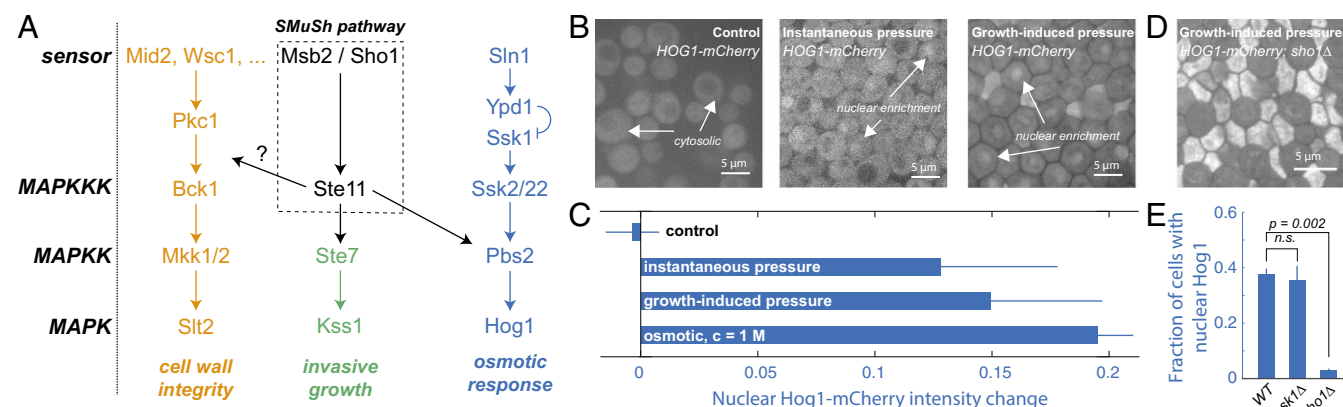 A
SMuSh pathway
sensor
Mid2, Wsc1, ...
Msb2 / Sho1
Sln1
Pkc1
Ypd1
Ssk1
?
MAPKKK
Bck1
Ste11
Ssk2/22
MAPKK
Mkk1/2
Ste7
Pbs2
MAPK
Slt2
Kss1
Hog1
cell wall
integrity
invasive
growth
osmotic
response
B
Control
HOG1-mCherry
cytosolic
5 µm
Instantaneous pressure
HOG1-mCherry
nuclear enrichment
5 µm
Growth-induced pressure
HOG1-mCherry
nuclear enrichment
5 µm
C
control
instantaneous pressure
growth-induced pressure
osmotic, c = 1 M
0
0.05
0.1
0.15
0.2
Nuclear Hog1-mCherry intensity change
D
Growth-induced pressure
HOG1-mCherry; sho1Δ
5 µm
E
Fraction of cells with
nuclear Hog1
0.6
0.4
0.2
0
p = 0.002
n.s.
WT
sk1Δ
ho1Δ